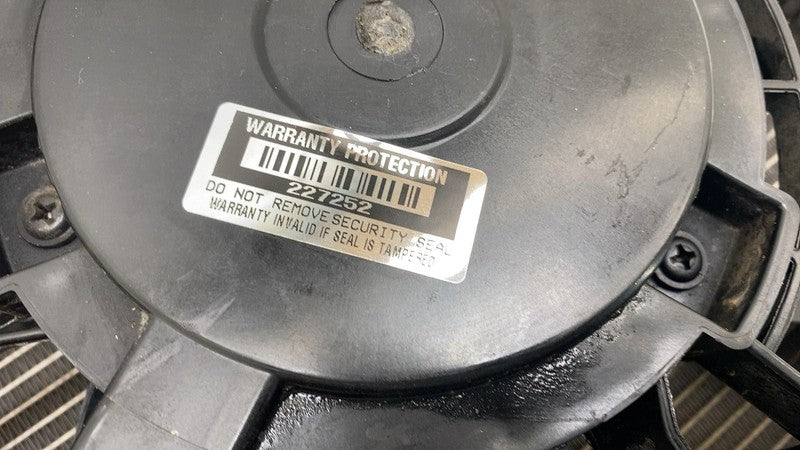 WARRANTY PROTECTION
227252
DO NOT REMOVE SECURITY SEAL
WARRANTY INVALID IF SEAL IS TAMPERED